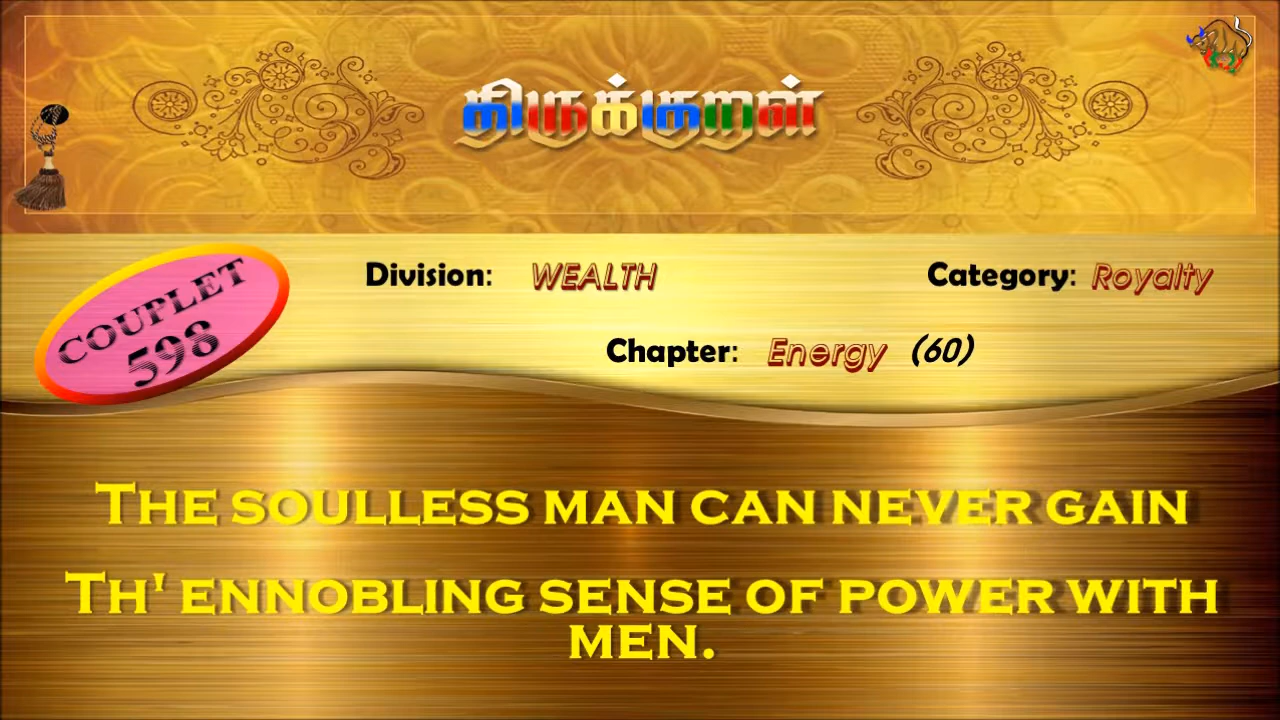 திருக்குறள்
COUPLET
598
Division: WEALTH Category: Royalty
Chapter: Energy (60)
The soulless man can never gain
Th' ennobling sense of power with
men.